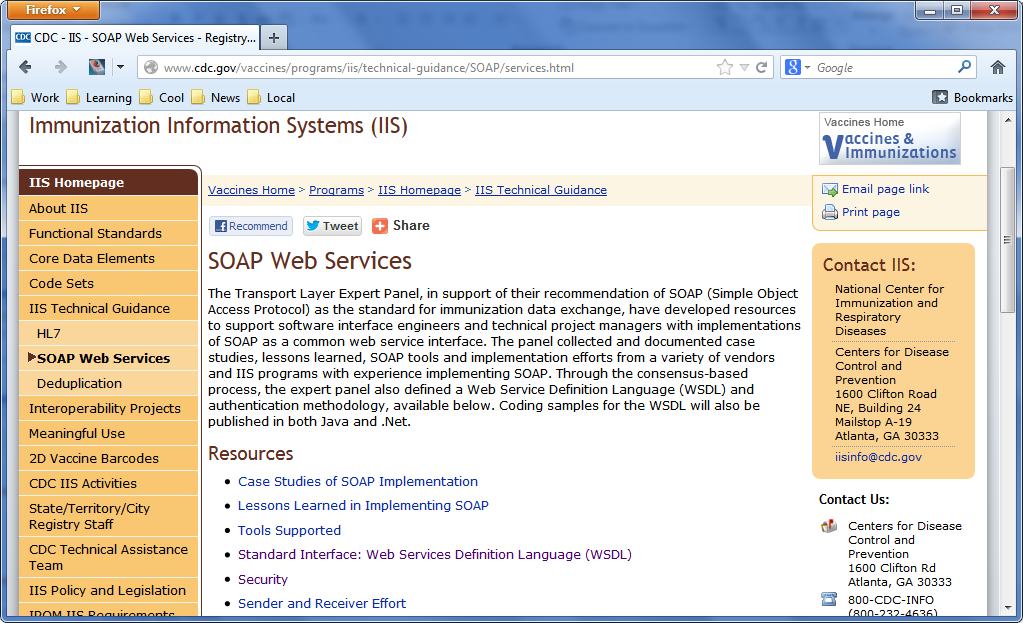 Firefox
CDC CDC - IIS - SOAP Web Services - Registry...
www.cdc.gov/vaccines/programs/iis/technical-guidance/SOAP/services.html
Google
Work Learning Cool News Local Bookmarks
Immunization Information Systems (IIS)
Vaccines Home
Vaccines &
Immunizations
IIS Homepage
About IIS
Functional Standards
Core Data Elements
Code Sets
IIS Technical Guidance
HL7
SOAP Web Services
Deduplication
Interoperability Projects
Meaningful Use
2D Vaccine Barcodes
CDC IIS Activities
State/Territory/City
Registry Staff
CDC Technical Assistance
Team
IIS Policy and Legislation
Vaccines Home > Programs > IIS Homepage > IIS Technical Guidance
Recommend Tweet Share
SOAP Web Services
The Transport Layer Expert Panel, in support of their recommendation of SOAP (Simple Object
Access Protocol) as the standard for immunization data exchange, have developed resources
to support software interface engineers and technical project managers with implementations
of SOAP as a common web service interface. The panel collected and documented case
studies, lessons learned, SOAP tools and implementation efforts from a variety of vendors
and IIS programs with experience implementing SOAP. Through the consensus-based
process, the expert panel also defined a Web Service Definition Language (WSDL) and
authentication methodology, available below. Coding samples for the WSDL will also be
published in both Java and .Net.
Resources
Case Studies of SOAP Implementation
Lessons Learned in Implementing SOAP
Tools Supported
Standard Interface: Web Services Definition Language (WSDL)
Security
Sender and Receiver Effort
Email page link
Print page
Contact IIS:
National Center for
Immunization and
Respiratory
Diseases
Centers for Disease
Control and
Prevention
1600 Clifton Road
NE, Building 24
Mailstop A-19
Atlanta, GA 30333
iisinfo@cdc.gov
Contact Us:
Centers for Disease
Control and
Prevention
1600 Clifton Rd
Atlanta, GA 30333
800-CDC-INFO
(800-232-4636)